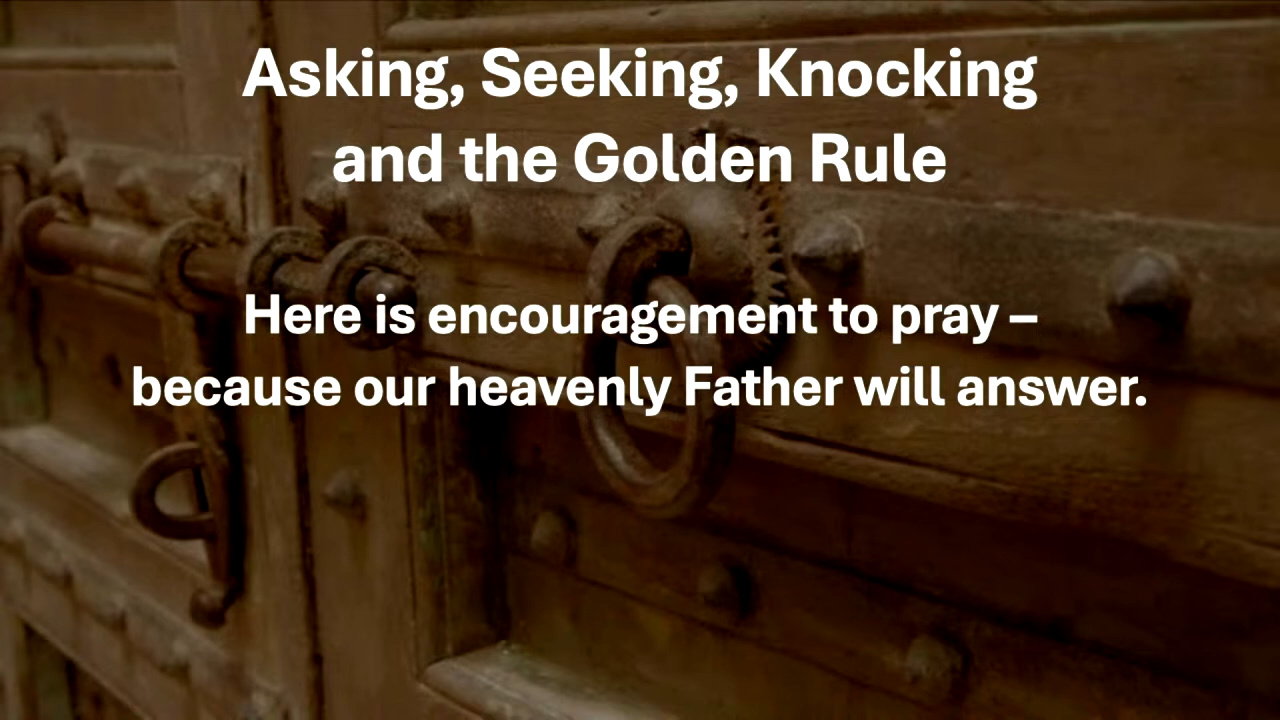 Asking, Seeking, Knocking
and the Golden Rule
Here is encouragement to pray –
because our heavenly Father will answer.